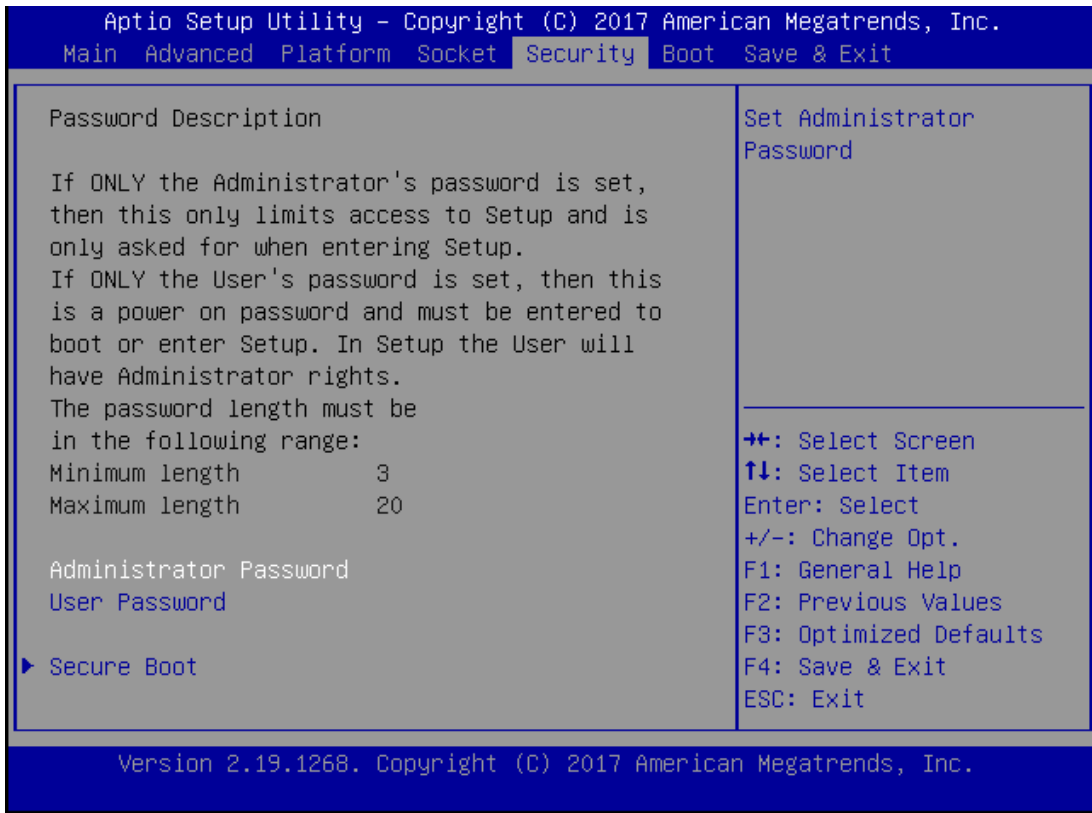 Aptio Setup Utility – Copyright (C) 2017 American Megatrends, Inc.
Main Advanced Platform Socket Security Boot Save & Exit
Password Description
If ONLY the Administrator's password is set,
then this only limits access to Setup and is
only asked for when entering Setup.
If ONLY the User's password is set, then this
is a power on password and must be entered to
boot or enter Setup. In Setup the User will
have Administrator rights.
The password length must be
in the following range:
Minimum length 3
Maximum length 20
Administrator Password
User Password
Secure Boot
Set Administrator
Password
→←: Select Screen
↑↓: Select Item
Enter: Select
+/-: Change Opt.
F1: General Help
F2: Previous Values
F3: Optimized Defaults
F4: Save & Exit
ESC: Exit
Version 2.19.1268. Copyright (C) 2017 American Megatrends, Inc.